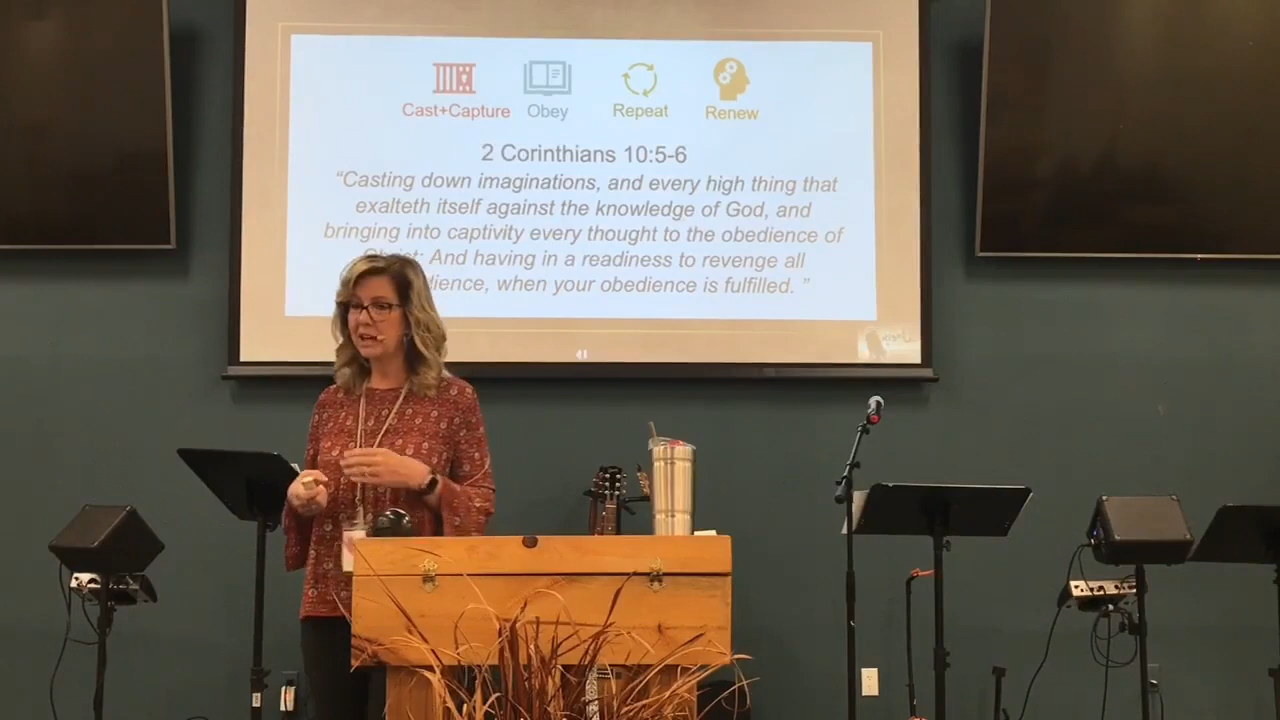 Cast+Capture Obey Repeat Renew
2 Corinthians 10:5-6
“Casting down imaginations, and every high thing that
exalteth itself against the knowledge of God, and
bringing into captivity every thought to the obedience of
And having in a readiness to revenge all
when your obedience is fulfilled. ”
41